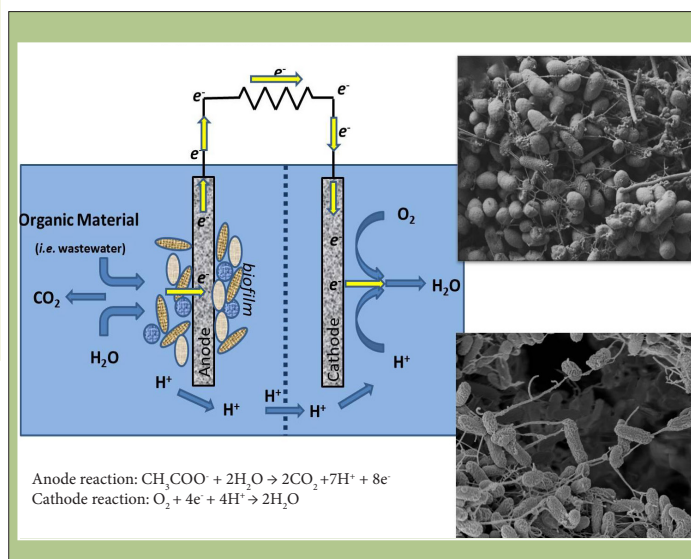 e-
e-
e-
e-
e-
e-
e-
e-
e-
Organic Material
(i.e. wastewater)
CO₂
H₂O
biofilm
Anode
Cathode
O₂
H₂O
H⁺
H⁺
H⁺
H⁺
H⁺
Anode reaction: CH₃COO⁻ + 2H₂O → 2CO₂ +7H⁺ + 8e⁻
Cathode reaction: O₂ + 4e⁻ + 4H⁺→ 2H₂O